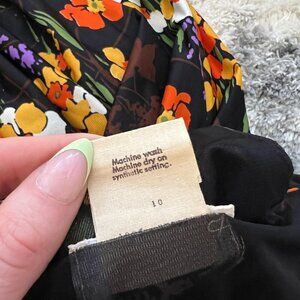 Machine wash
Machine dry on
synthetic setting.
10